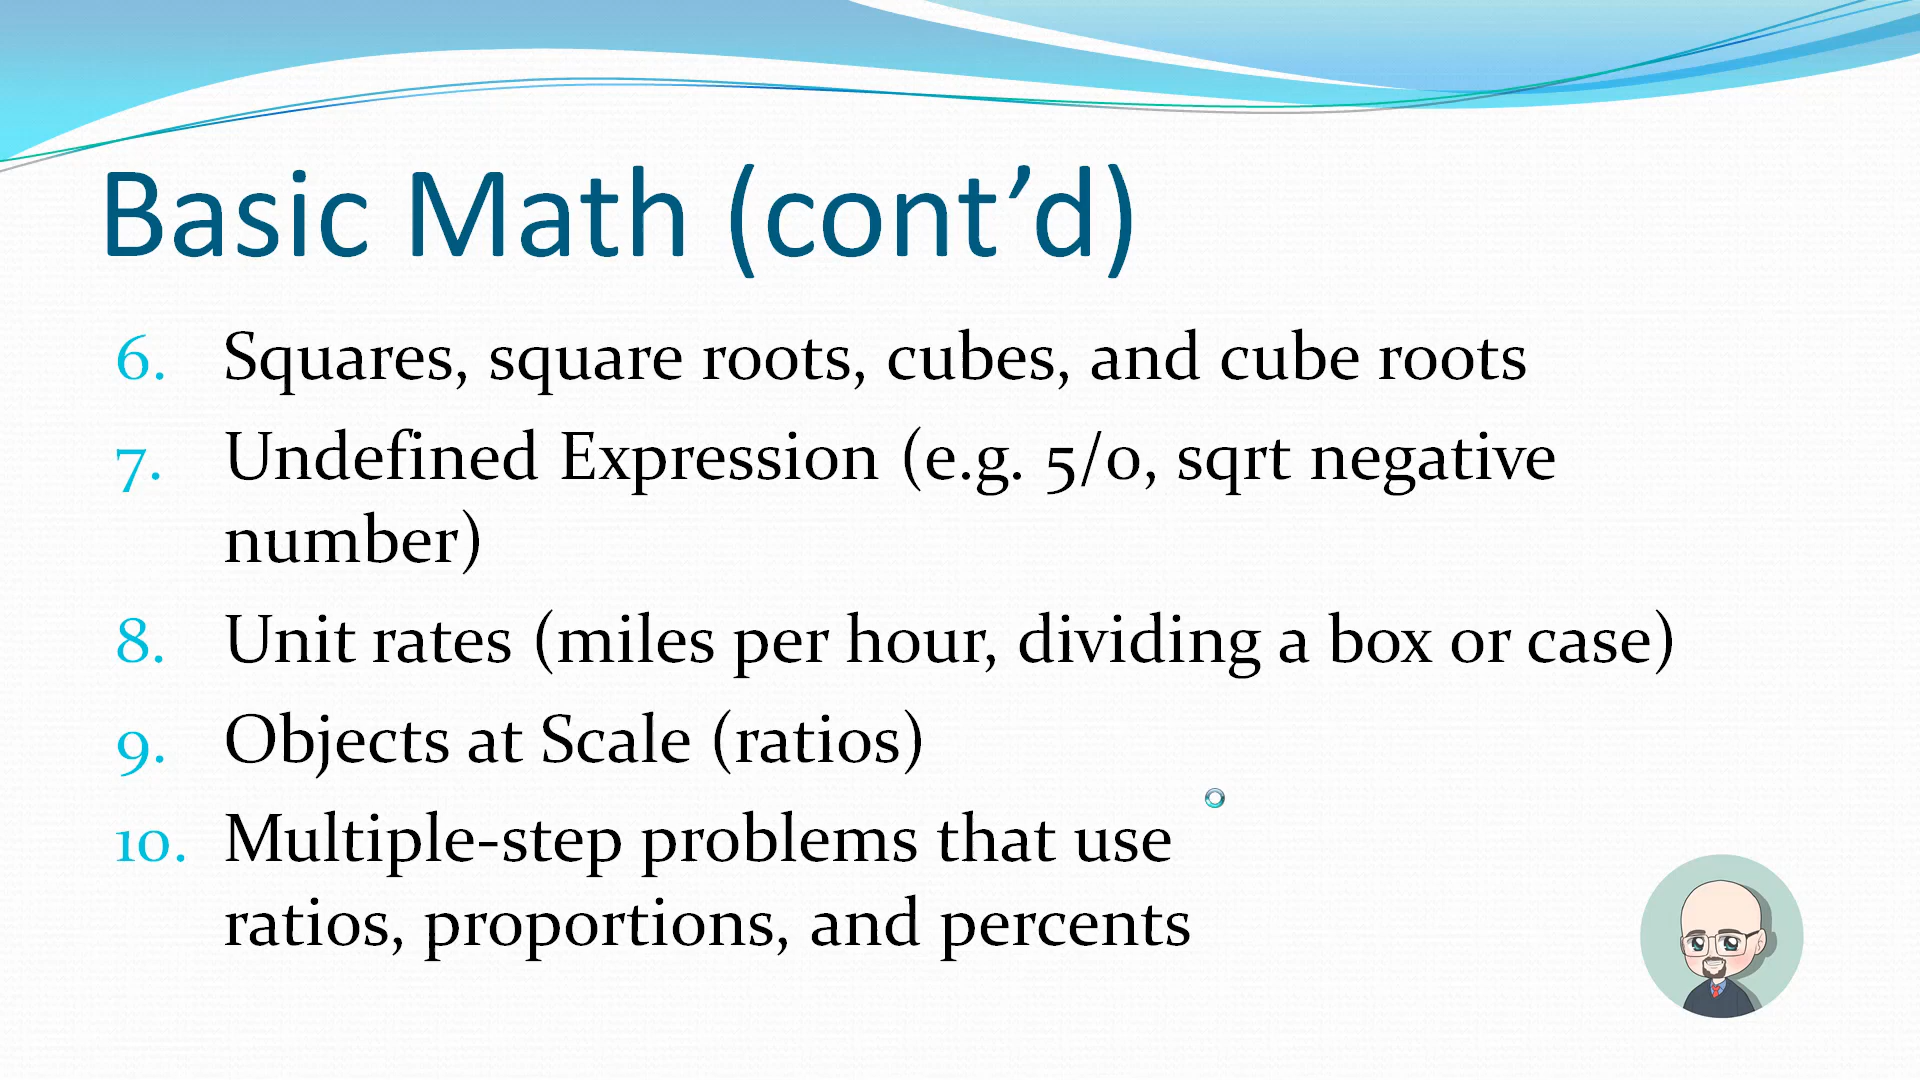 Basic Math (cont’d)
6. Squares, square roots, cubes, and cube roots
7. Undefined Expression (e.g. 5/0, sqrt negative
number)
8. Unit rates (miles per hour, dividing a box or case)
9. Objects at Scale (ratios)
10. Multiple-step problems that use
ratios, proportions, and percents